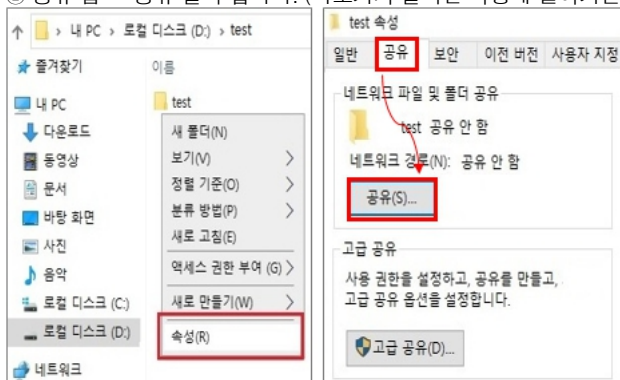 ↑ > 내 PC > 로컬 디스크 (D:) > test
즐겨찾기
이름
내 PC
test
다운로드
동영상
문서
바탕 화면
사진
음악
로컬 디스크 (C:)
로컬 디스크 (D:)
네트워크
새 폴더(N)
보기(V) >
정렬 기준(O) >
분류 방법(P) >
새로 고침(E)
액세스 권한 부여 (G) >
새로 만들기(W) >
속성(R)
test 속성
일반 공유 보안 이전 버전 사용자 지정
네트워크 파일 및 폴더 공유
test 공유 안 함
네트워크 경로(N): 공유 안 함
공유(S)...
고급 공유
사용 권한을 설정하고, 공유를 만들고,
고급 공유 옵션을 설정합니다.
고급 공유(D)...